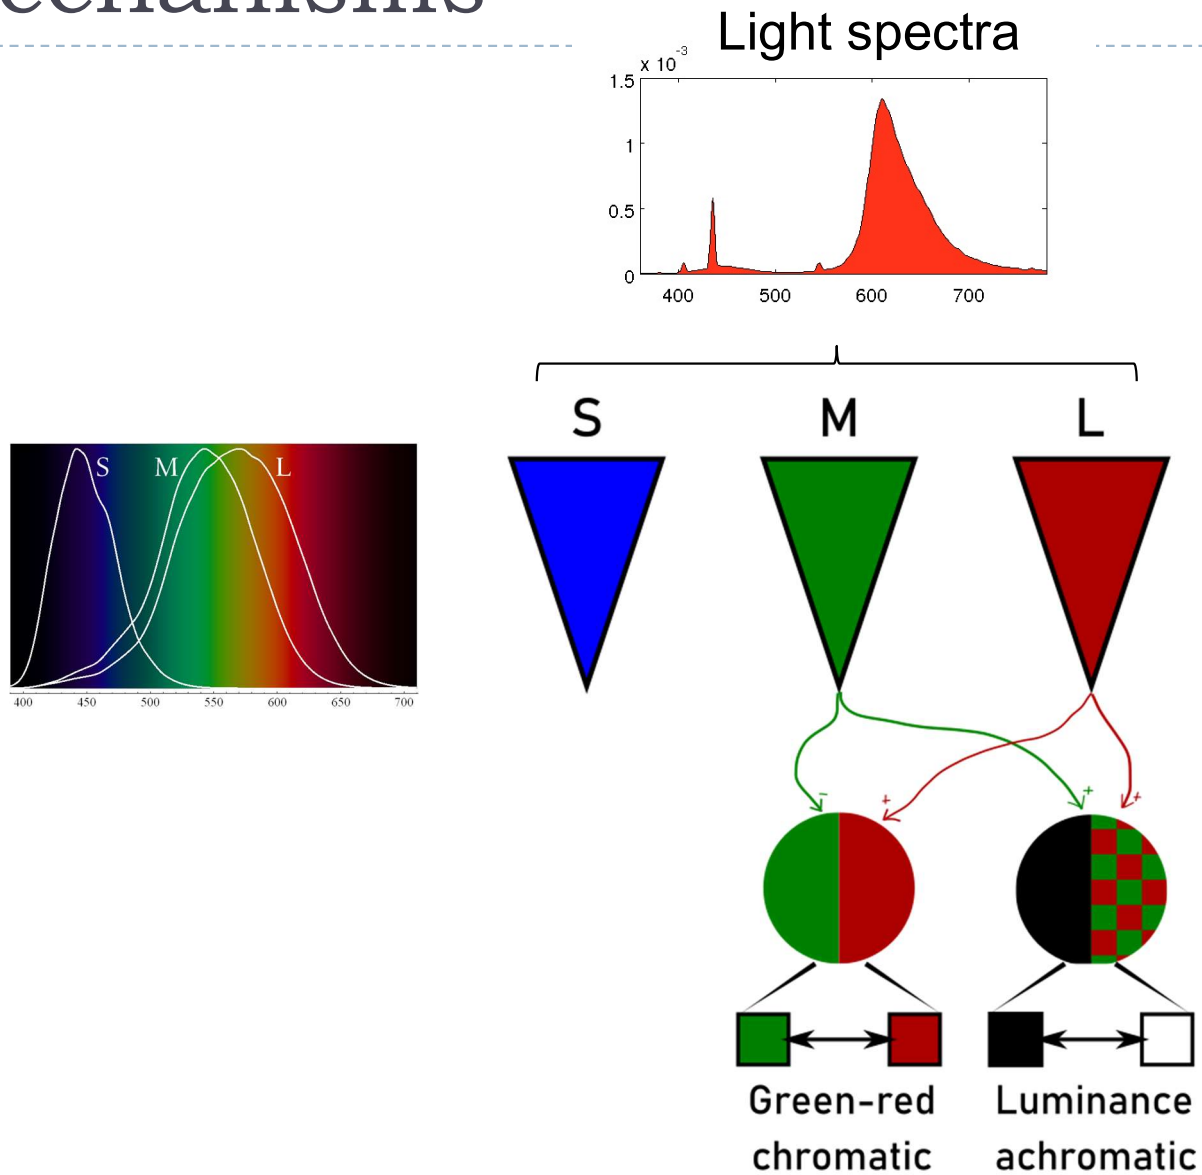 Light spectra
x 10-3
1.5
1
0.5
0
400 500 600 700
S M L
S M L
400 450 500 550 600 650 700
- + + +
Green-red
chromatic
Luminance
achromatic